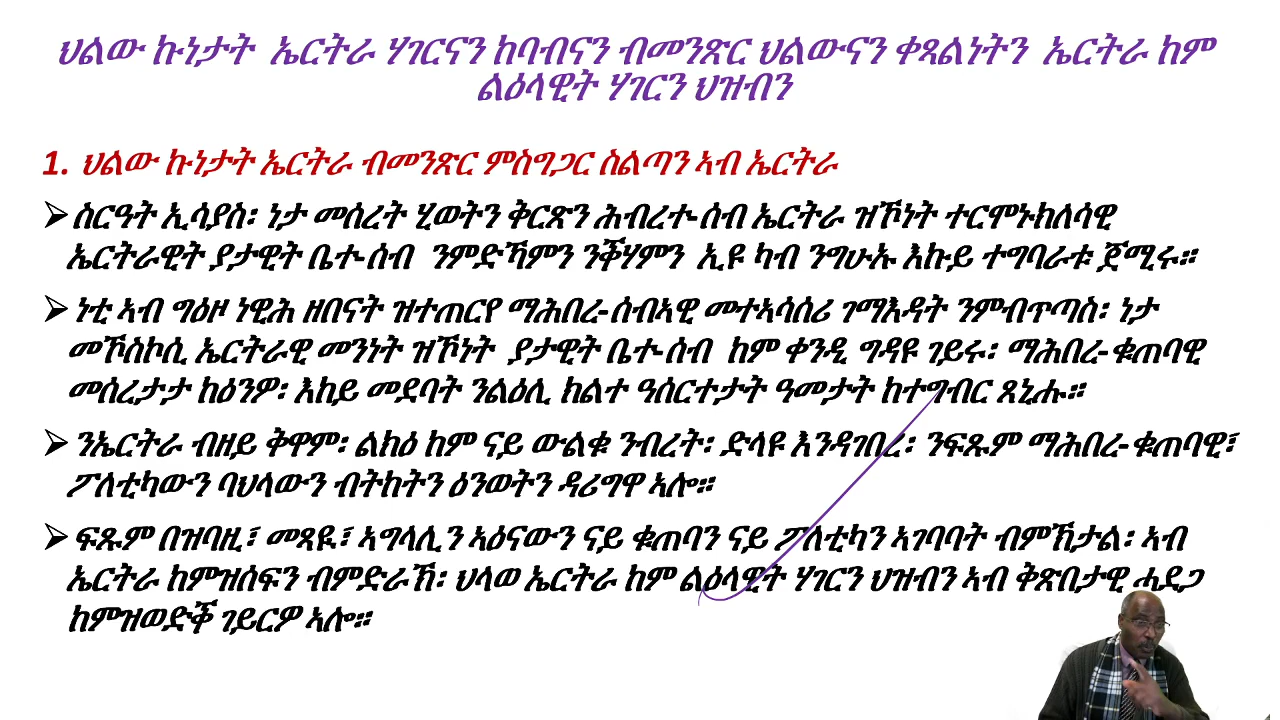 ህልው ኩነታት ኤርትራ ሃገርናን ከባብናን ብመንጽር ህልውናን ቀጻልነትን ኤርትራ ከም
ልዕላዊት ሃገርን ህዝብን
1. ህልው ኩነታት ኤርትራ ብመንጽር ምስግጋር ስልጣን ኣብ ኤርትራ
➢ ስርዓት ኢሳያስ፡ ነታ መሰረት ሂወትን ቅርጽን ሕብረተ-ሰብ ኤርትራ ዝኾነት ተርሞኑክለሳዊ
ኤርትራዊት ያታዊት ቤተ-ሰብ ንምድኻምን ንቕሃምን ኢዩ ካብ ንግሁኡ እኩይ ተግባራቱ ጀሚሩ።
➢ ነቲ ኣብ ግዕዞ ነዊሕ ዘበናት ዝተጠርየ ማሕበረ-ሰብኣዊ መተኣሳሰሪ ገማእዳት ንምብጥጣስ፡ ነታ
መኾስኮሲ ኤርትራዊ መንነት ዝኾነት ያታዊት ቤተ-ሰብ ከም ቀንዲ ግዳዩ ገይሩ፡ ማሕበረ-ቁጠባዊ
መሰረታታ ከዕንዎ፡ እከይ መደባት ንልዕሊ ክልተ ዓሰርተታት ዓመታት ከተግብር ጸኒሑ።
➢ ንኤርትራ ብዘይ ቅዋም፡ ልክዕ ከም ናይ ውልቁ ንብረት፡ ድላዩ እንዳገበረ፡ ንፍጹም ማሕበረ-ቁጠባዊ፣
ፖለቲካውን ባህላውን ብትከትን ዕንወትን ዳሪግዋ ኣሎ።
➢ ፍጹም በዝባዚ፣ መጻዪ፣ ኣግላሊን ኣዕናውን ናይ ቁጠባን ናይ ፖለቲካን ኣገባባት ብምኽታል፡ ኣብ
ኤርትራ ከምዝሰፍን ብምድራኽ፡ ህላወ ኤርትራ ከም ልዕላዊት ሃገርን ህዝብን ኣብ ቅጽበታዊ ሓደጋ
ከምዝወድቕ ገይርዎ ኣሎ።